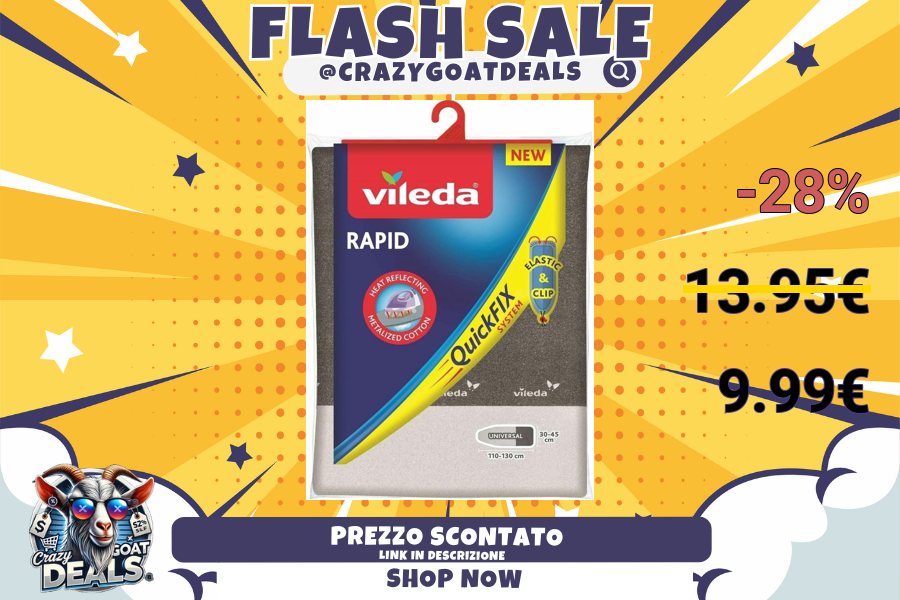 FLASH SALE
@CRAZYGOATDEALS
NEW
vileda®
RAPID
HEAT REFLECTING
METALIZED COTTON
ELASTIC
&
CLIP
QuickFIX
SYSTEM
vileda
UNIVERSAL
30-45
cm
110-130 cm
-28%
13.95€
9.99€
$
52%
Crazy
GOAT
DEALS
PREZZO SCONTATO
LINK IN DESCRIZIONE
SHOP NOW